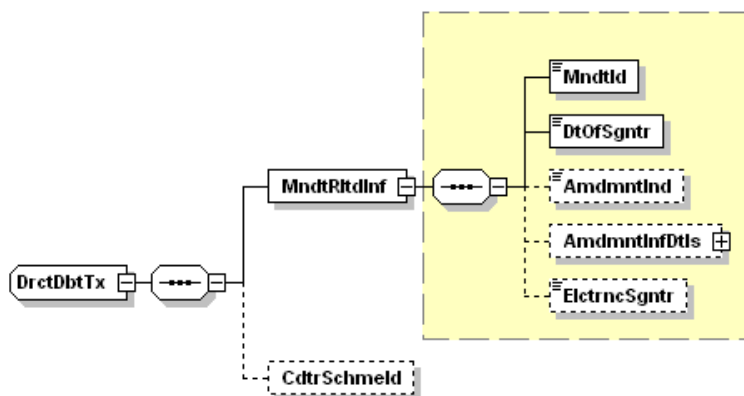 MndtId
DtOfSgntr
MndtRltdInf
AmdmntInd
AmdmntInfDtls
DrctDbtTx
ElctrncSgntr
CdtrSchmeId